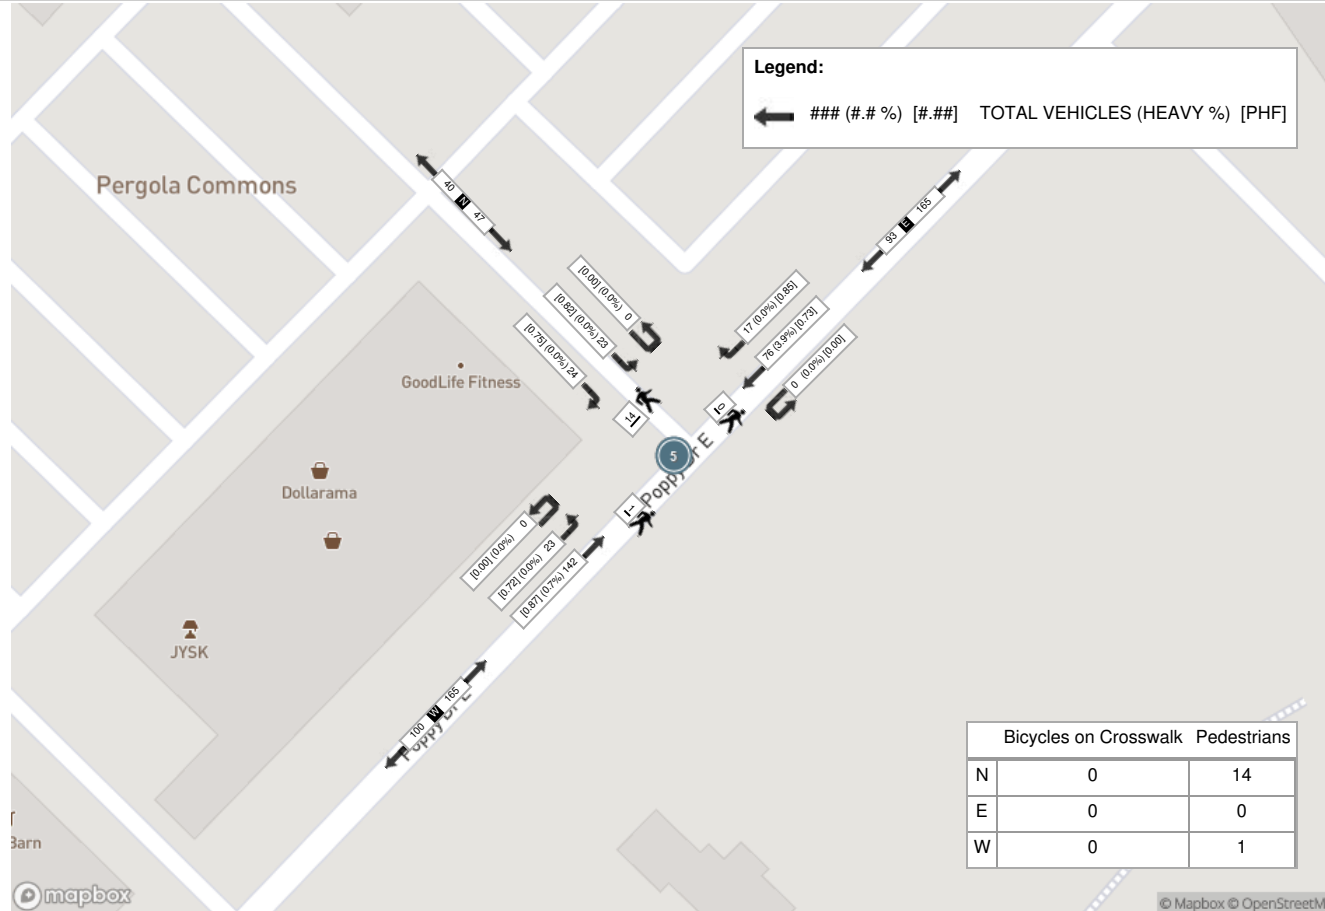 Legend:
### (#.# %) [#.##] TOTAL VEHICLES (HEAVY %) [PHF]
Pergola Commons
40 N 47
93 E 165
[0.00] (0.0%) 0
[0.82] (0.0%) 23
[0.75] (0.0%) 24
17 (0.0%) [0.85]
76 (3.9%) [0.73]
0 (0.0%) [0.00]
GoodLife Fitness
14
0
5
Poppy Dr E
Dollarama
1
[0.00] (0.0%) 0
[0.72] (0.0%) 23
[0.87] (0.7%) 142
JYSK
100 W 165
Poppy Dr E
Barn
Bicycles on Crosswalk Pedestrians
N 0 14
E 0 0
W 0 1
mapbox
© Mapbox © OpenStreetM